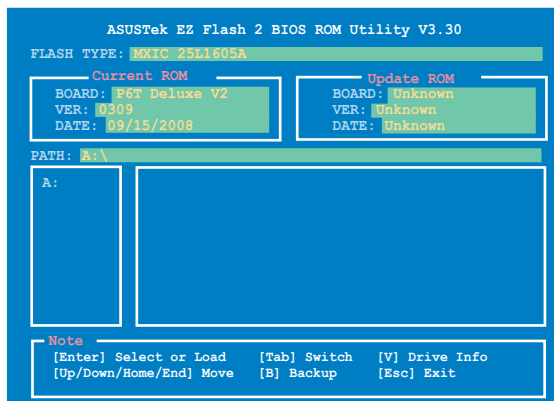 ASUSTek EZ Flash 2 BIOS ROM Utility V3.30
FLASH TYPE: MXIC 25L1605A
Current ROM
BOARD: P6T Deluxe V2
VER: 0309
DATE: 09/15/2008
Update ROM
BOARD: Unknown
VER: Unknown
DATE: Unknown
PATH: A:\
A:
Note
[Enter] Select or Load [Tab] Switch [V] Drive Info
[Up/Down/Home/End] Move [B] Backup [Esc] Exit